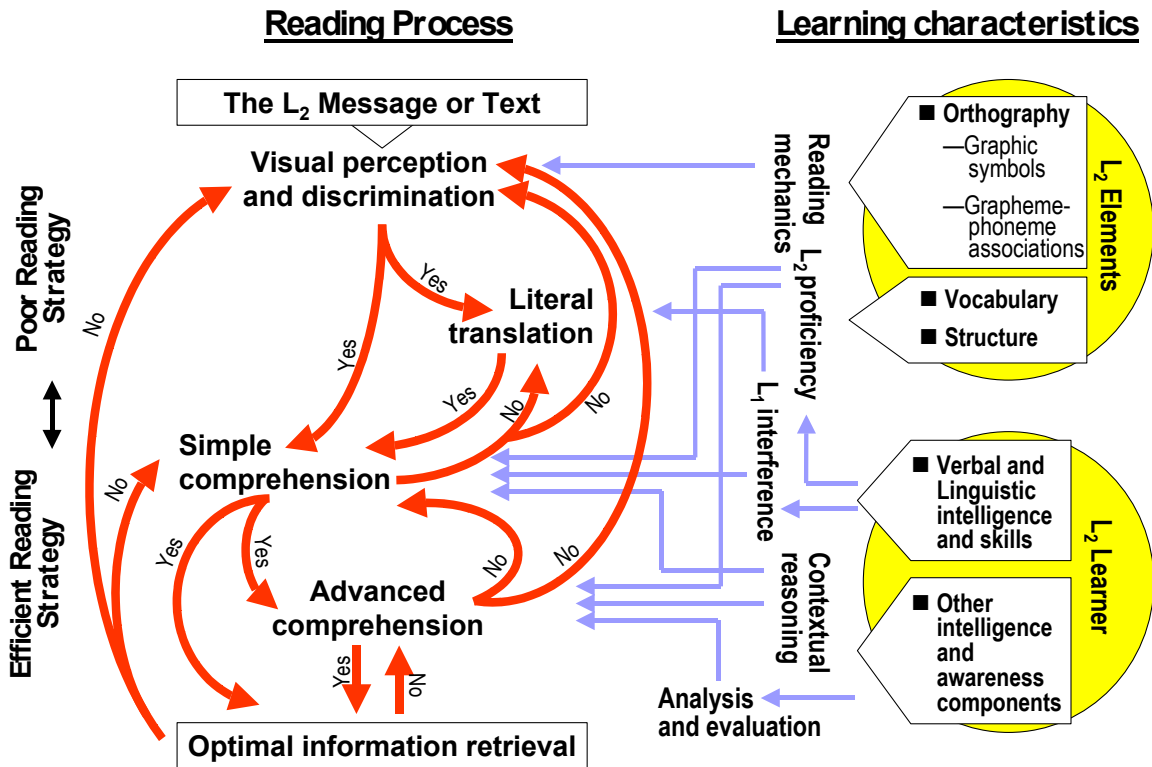 Reading Process
Learning characteristics
The L₂ Message or Text
Visual perception
and discrimination
Yes
Yes
Literal
translation
Yes
No
No
No
Simple
comprehension
No
Yes
Yes
No
No
Advanced
comprehension
Yes
No
Optimal information retrieval
Poor Reading
Strategy
Efficient Reading
Strategy
Reading
mechanics
L₂ proficiency
L₁ interference
Contextual
reasoning
Analysis
and evaluation
■ Orthography
—Graphic
symbols
—Grapheme-
phoneme
associations
■ Vocabulary
■ Structure
L₂ Elements
■ Verbal and
Linguistic
intelligence
and skills
■ Other
intelligence
and
awareness
components
L₂ Learner